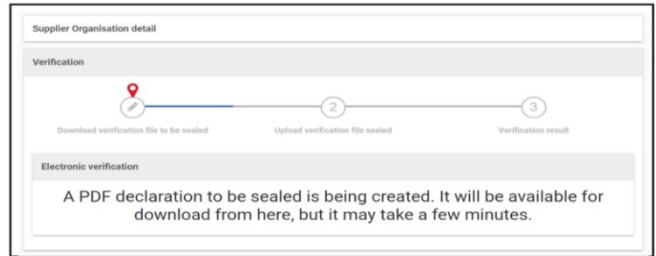 Supplier Organisation detail
Verification
2
3
Download verification file to be sealed
Upload verification file sealed
Verification result
Electronic verification
A PDF declaration to be sealed is being created. It will be available for
download from here, but it may take a few minutes.